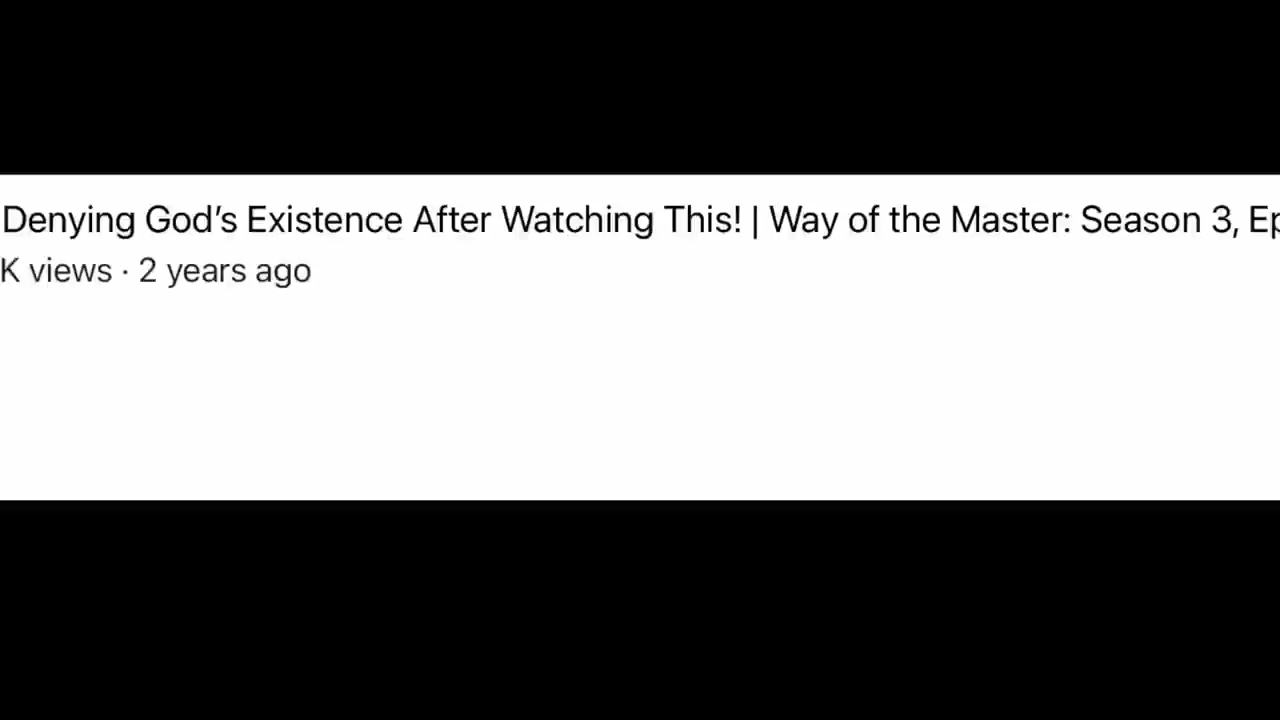 Denying God's Existence After Watching This! | Way of the Master: Season 3, Ep
K views · 2 years ago